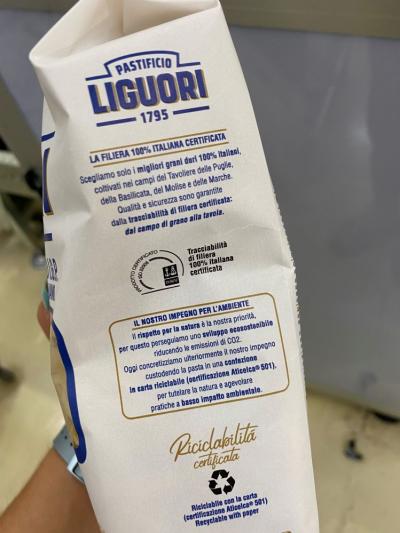 PASTIFICIO
LIGUORI
1795
LA FILIERA 100% ITALIANA CERTIFICATA
Scegliamo solo i migliori grani duri 100% italiani,
coltivati nei campi del Tavoliere delle Puglie,
della Basilicata, del Molise e delle Marche.
Qualità e sicurezza sono garantite
dalla tracciabilità di filiera certificata:
dal campo di grano alla tavola.
PRODOTTO CERTIFICATO
Tracciabilità
di filiera
100% italiana
certificata
IL NOSTRO IMPEGNO PER L'AMBIENTE
Il rispetto per la natura è la nostra priorità,
per questo perseguiamo uno sviluppo ecosostenibile
riducendo le emissioni di CO2.
Oggi concretizziamo ulteriormente il nostro impegno
custodendo la pasta in una confezione
in carta riciclabile (certificazione Aticelca® 501).
per tutelare la natura e agevolare
pratiche a basso impatto ambientale.
Riciclabilità
certificata
Riciclabile con la carta
(certificazione Aticelca® 501)
Recyclable with paper